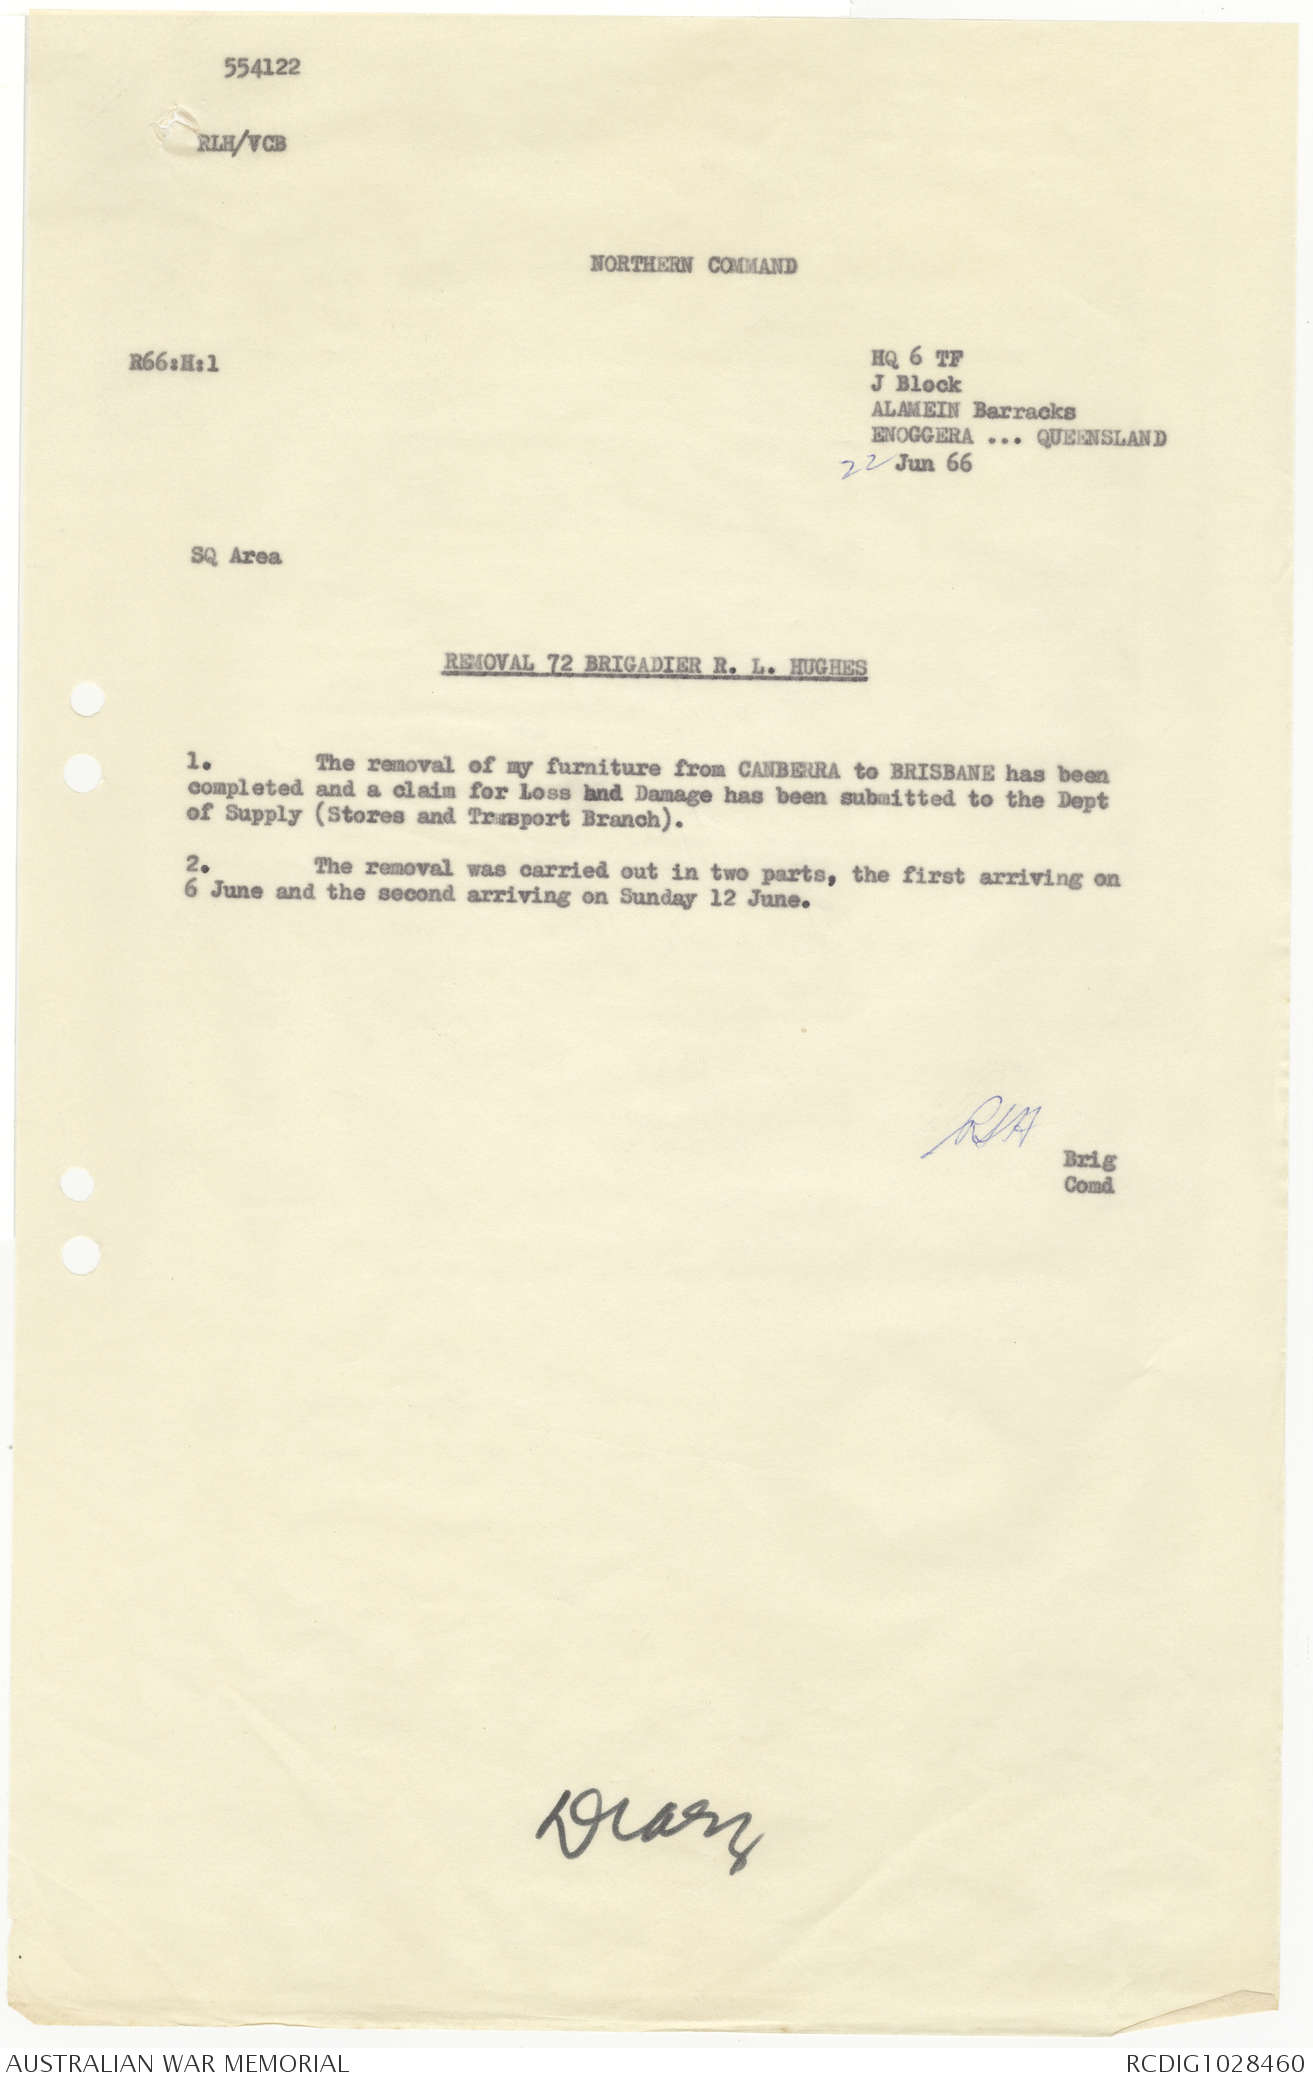 554122
RLH/VCB
NORTHERN COMMAND
R66:H:1
HQ 6 TF
J Block
ALAMEIN Barracks
ENOGGERA ... QUEENSLAND
22 Jun 66
SQ Area
REMOVAL 72 BRIGADIER R. L. HUGHES
1. The removal of my furniture from CANBERRA to BRISBANE has been
completed and a claim for Loss and Damage has been submitted to the Dept
of Supply (Stores and Transport Branch).
2. The removal was carried out in two parts, the first arriving on
6 June and the second arriving on Sunday 12 June.
RLH
Brig
Comd
Diary
AUSTRALIAN WAR MEMORIAL
RCDIG1028460